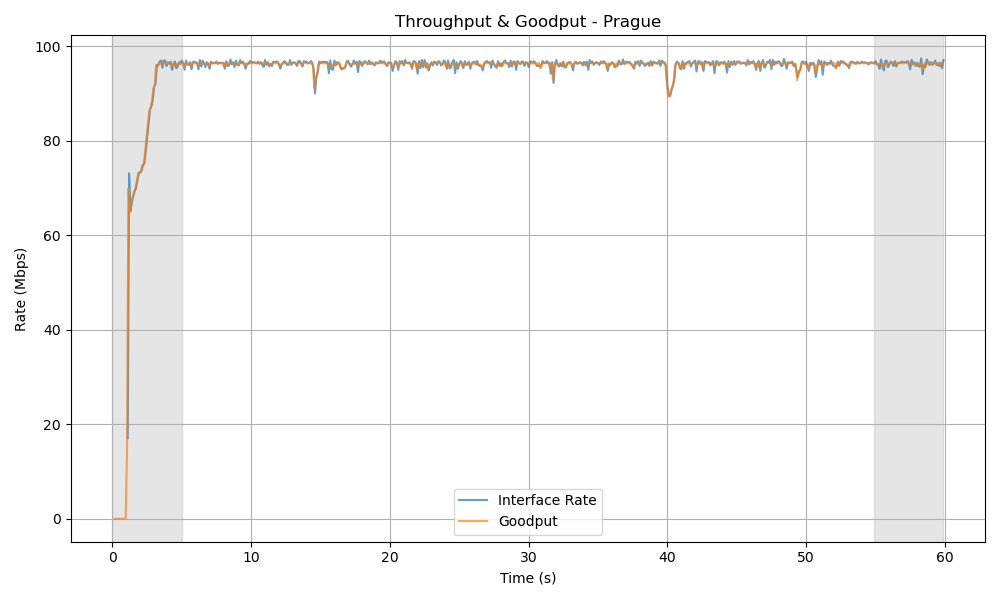 Throughput & Goodput - Prague
100
80
60
40
20
0
Rate (Mbps)
Interface Rate
Goodput
0 10 20 30 40 50 60
Time (s)